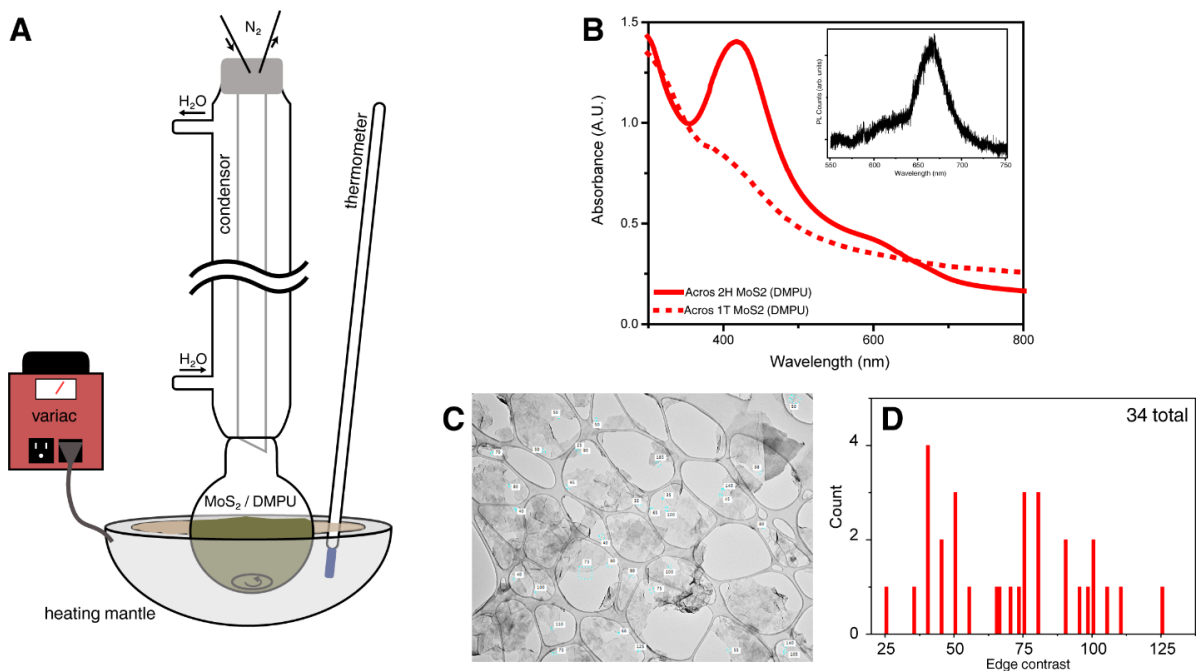 A
N2
H2O
condensor
thermometer
H2O
variac
MoS2 / DMPU
heating mantle
B
1.5
1.0
0.5
0.0
Absorbance (A.U.)
400
600
800
Wavelength (nm)
Acros 2H MoS2 (DMPU)
Acros 1T MoS2 (DMPU)
PL Counts (arb. units)
550
600
650
700
750
Wavelength (nm)
C
D
34 total
4
2
0
Count
25
50
75
100
125
Edge contrast